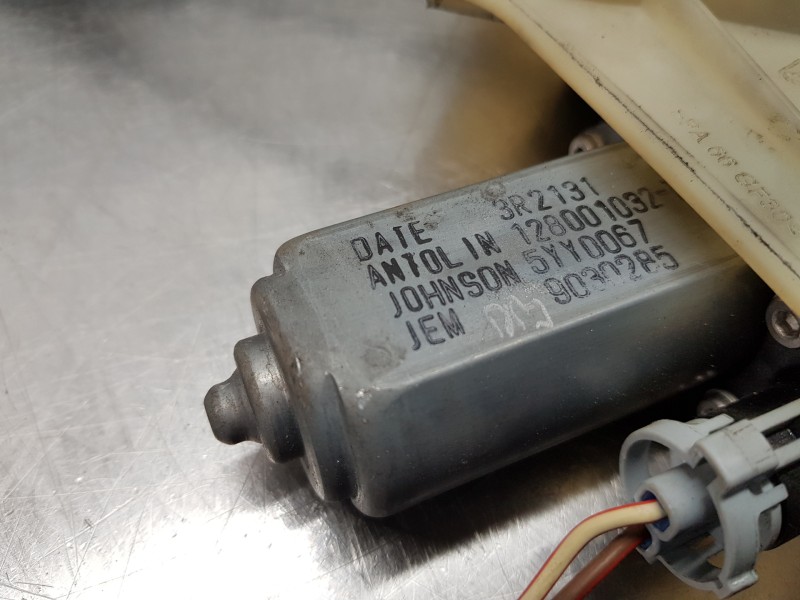 DATE 3R2131
ANTOLIN 128001032-
JOHNSON 5YY0067
JEM 9030285